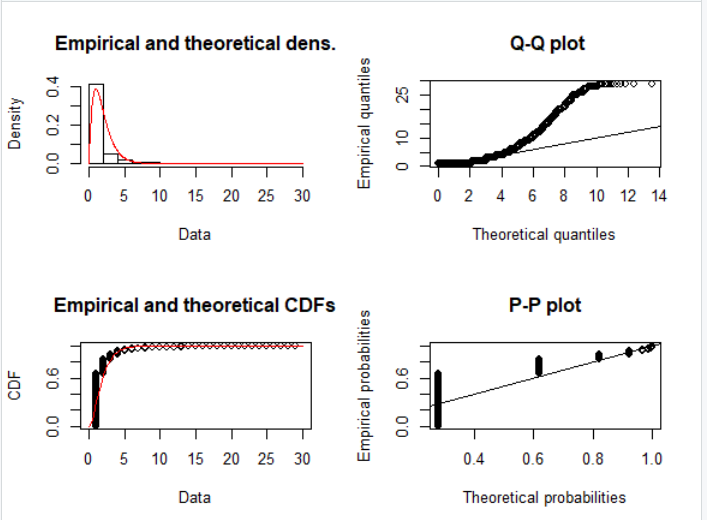 Empirical and theoretical dens.
Density
0.0 0.2 0.4
0 5 10 15 20 25 30
Data
Q-Q plot
Empirical quantiles
0 10 25
0 2 4 6 8 10 12 14
Theoretical quantiles
Empirical and theoretical CDFs
CDF
0.0 0.6
0 5 10 15 20 25 30
Data
P-P plot
Empirical probabilities
0.0 0.6
0.4 0.6 0.8 1.0
Theoretical probabilities